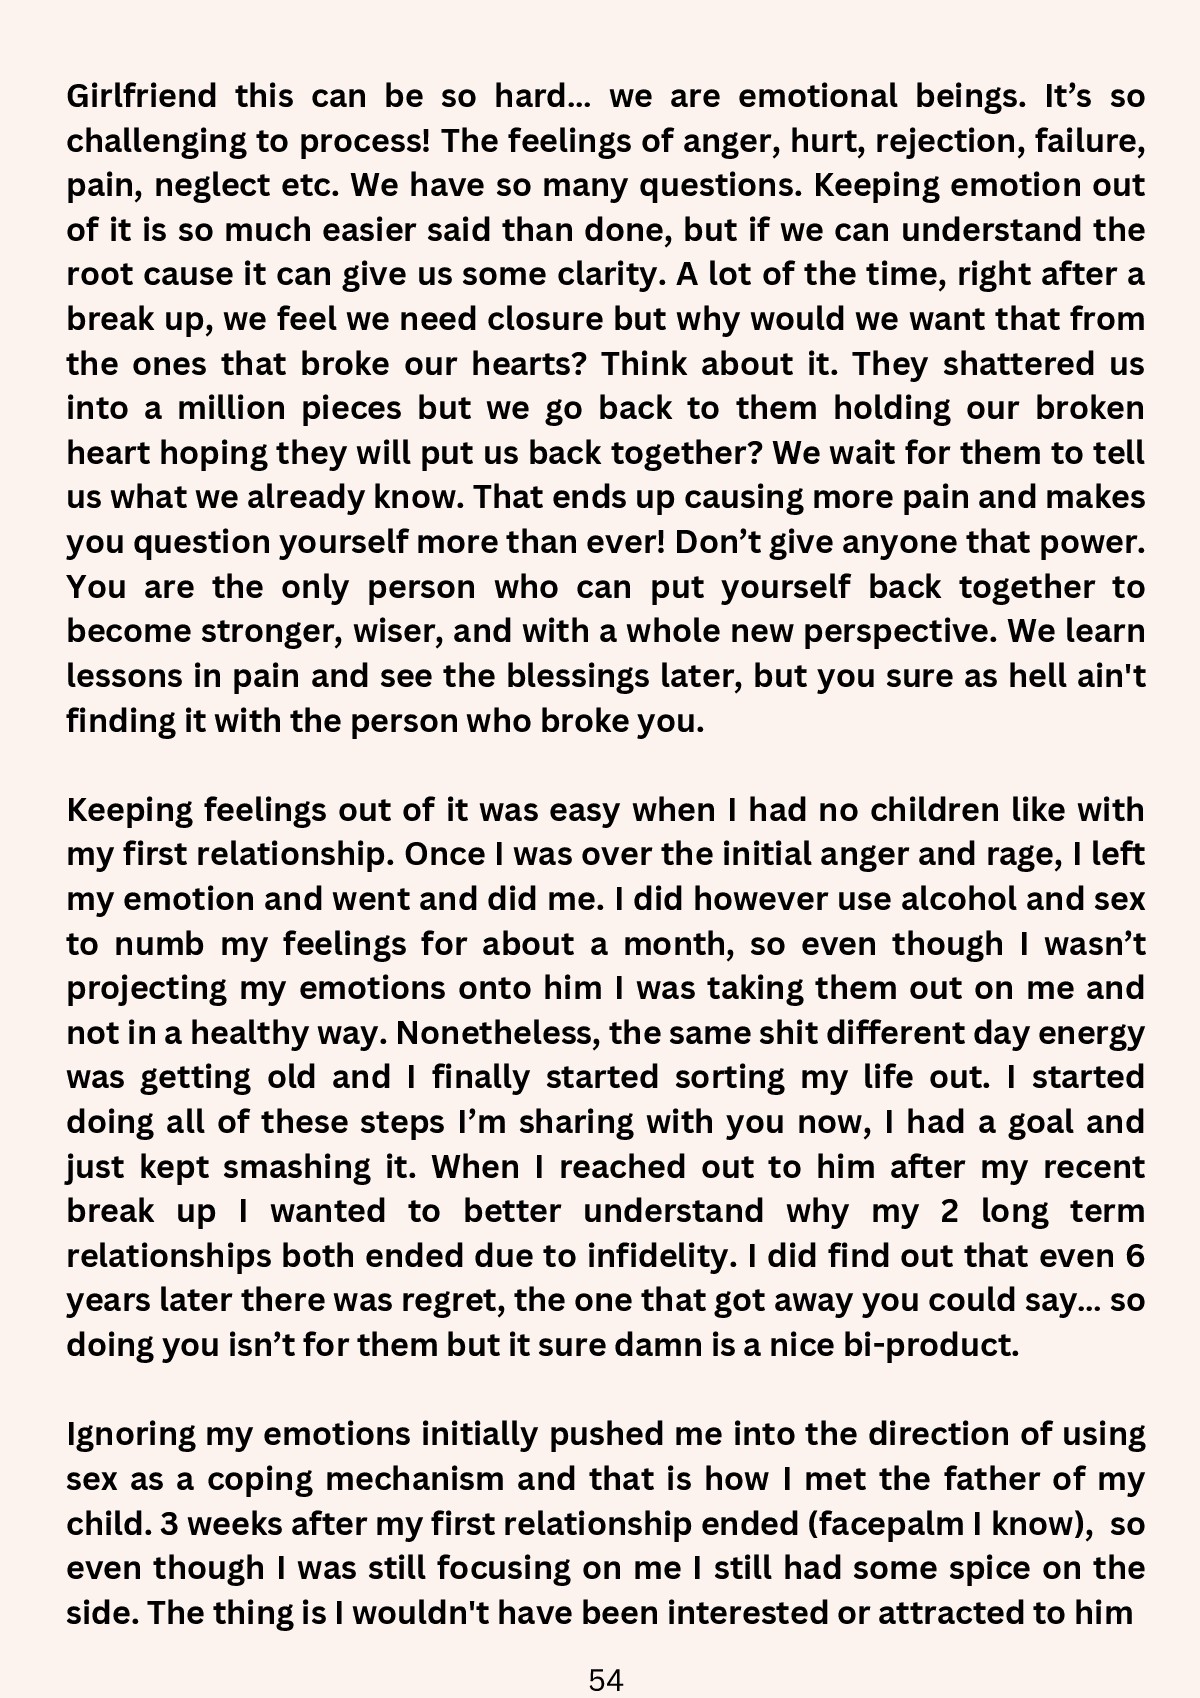 Girlfriend this can be so hard... we are emotional beings. It’s so
challenging to process! The feelings of anger, hurt, rejection, failure,
pain, neglect etc. We have so many questions. Keeping emotion out
of it is so much easier said than done, but if we can understand the
root cause it can give us some clarity. A lot of the time, right after a
break up, we feel we need closure but why would we want that from
the ones that broke our hearts? Think about it. They shattered us
into a million pieces but we go back to them holding our broken
heart hoping they will put us back together? We wait for them to tell
us what we already know. That ends up causing more pain and makes
you question yourself more than ever! Don’t give anyone that power.
You are the only person who can put yourself back together to
become stronger, wiser, and with a whole new perspective. We learn
lessons in pain and see the blessings later, but you sure as hell ain't
finding it with the person who broke you.
Keeping feelings out of it was easy when I had no children like with
my first relationship. Once I was over the initial anger and rage, I left
my emotion and went and did me. I did however use alcohol and sex
to numb my feelings for about a month, so even though I wasn’t
projecting my emotions onto him I was taking them out on me and
not in a healthy way. Nonetheless, the same shit different day energy
was getting old and I finally started sorting my life out. I started
doing all of these steps I’m sharing with you now, I had a goal and
just kept smashing it. When I reached out to him after my recent
break up I wanted to better understand why my 2 long term
relationships both ended due to infidelity. I did find out that even 6
years later there was regret, the one that got away you could say... so
doing you isn’t for them but it sure damn is a nice bi-product.
Ignoring my emotions initially pushed me into the direction of using
sex as a coping mechanism and that is how I met the father of my
child. 3 weeks after my first relationship ended (facepalm I know),  so
even though I was still focusing on me I still had some spice on the
side. The thing is I wouldn't have been interested or attracted to him
54